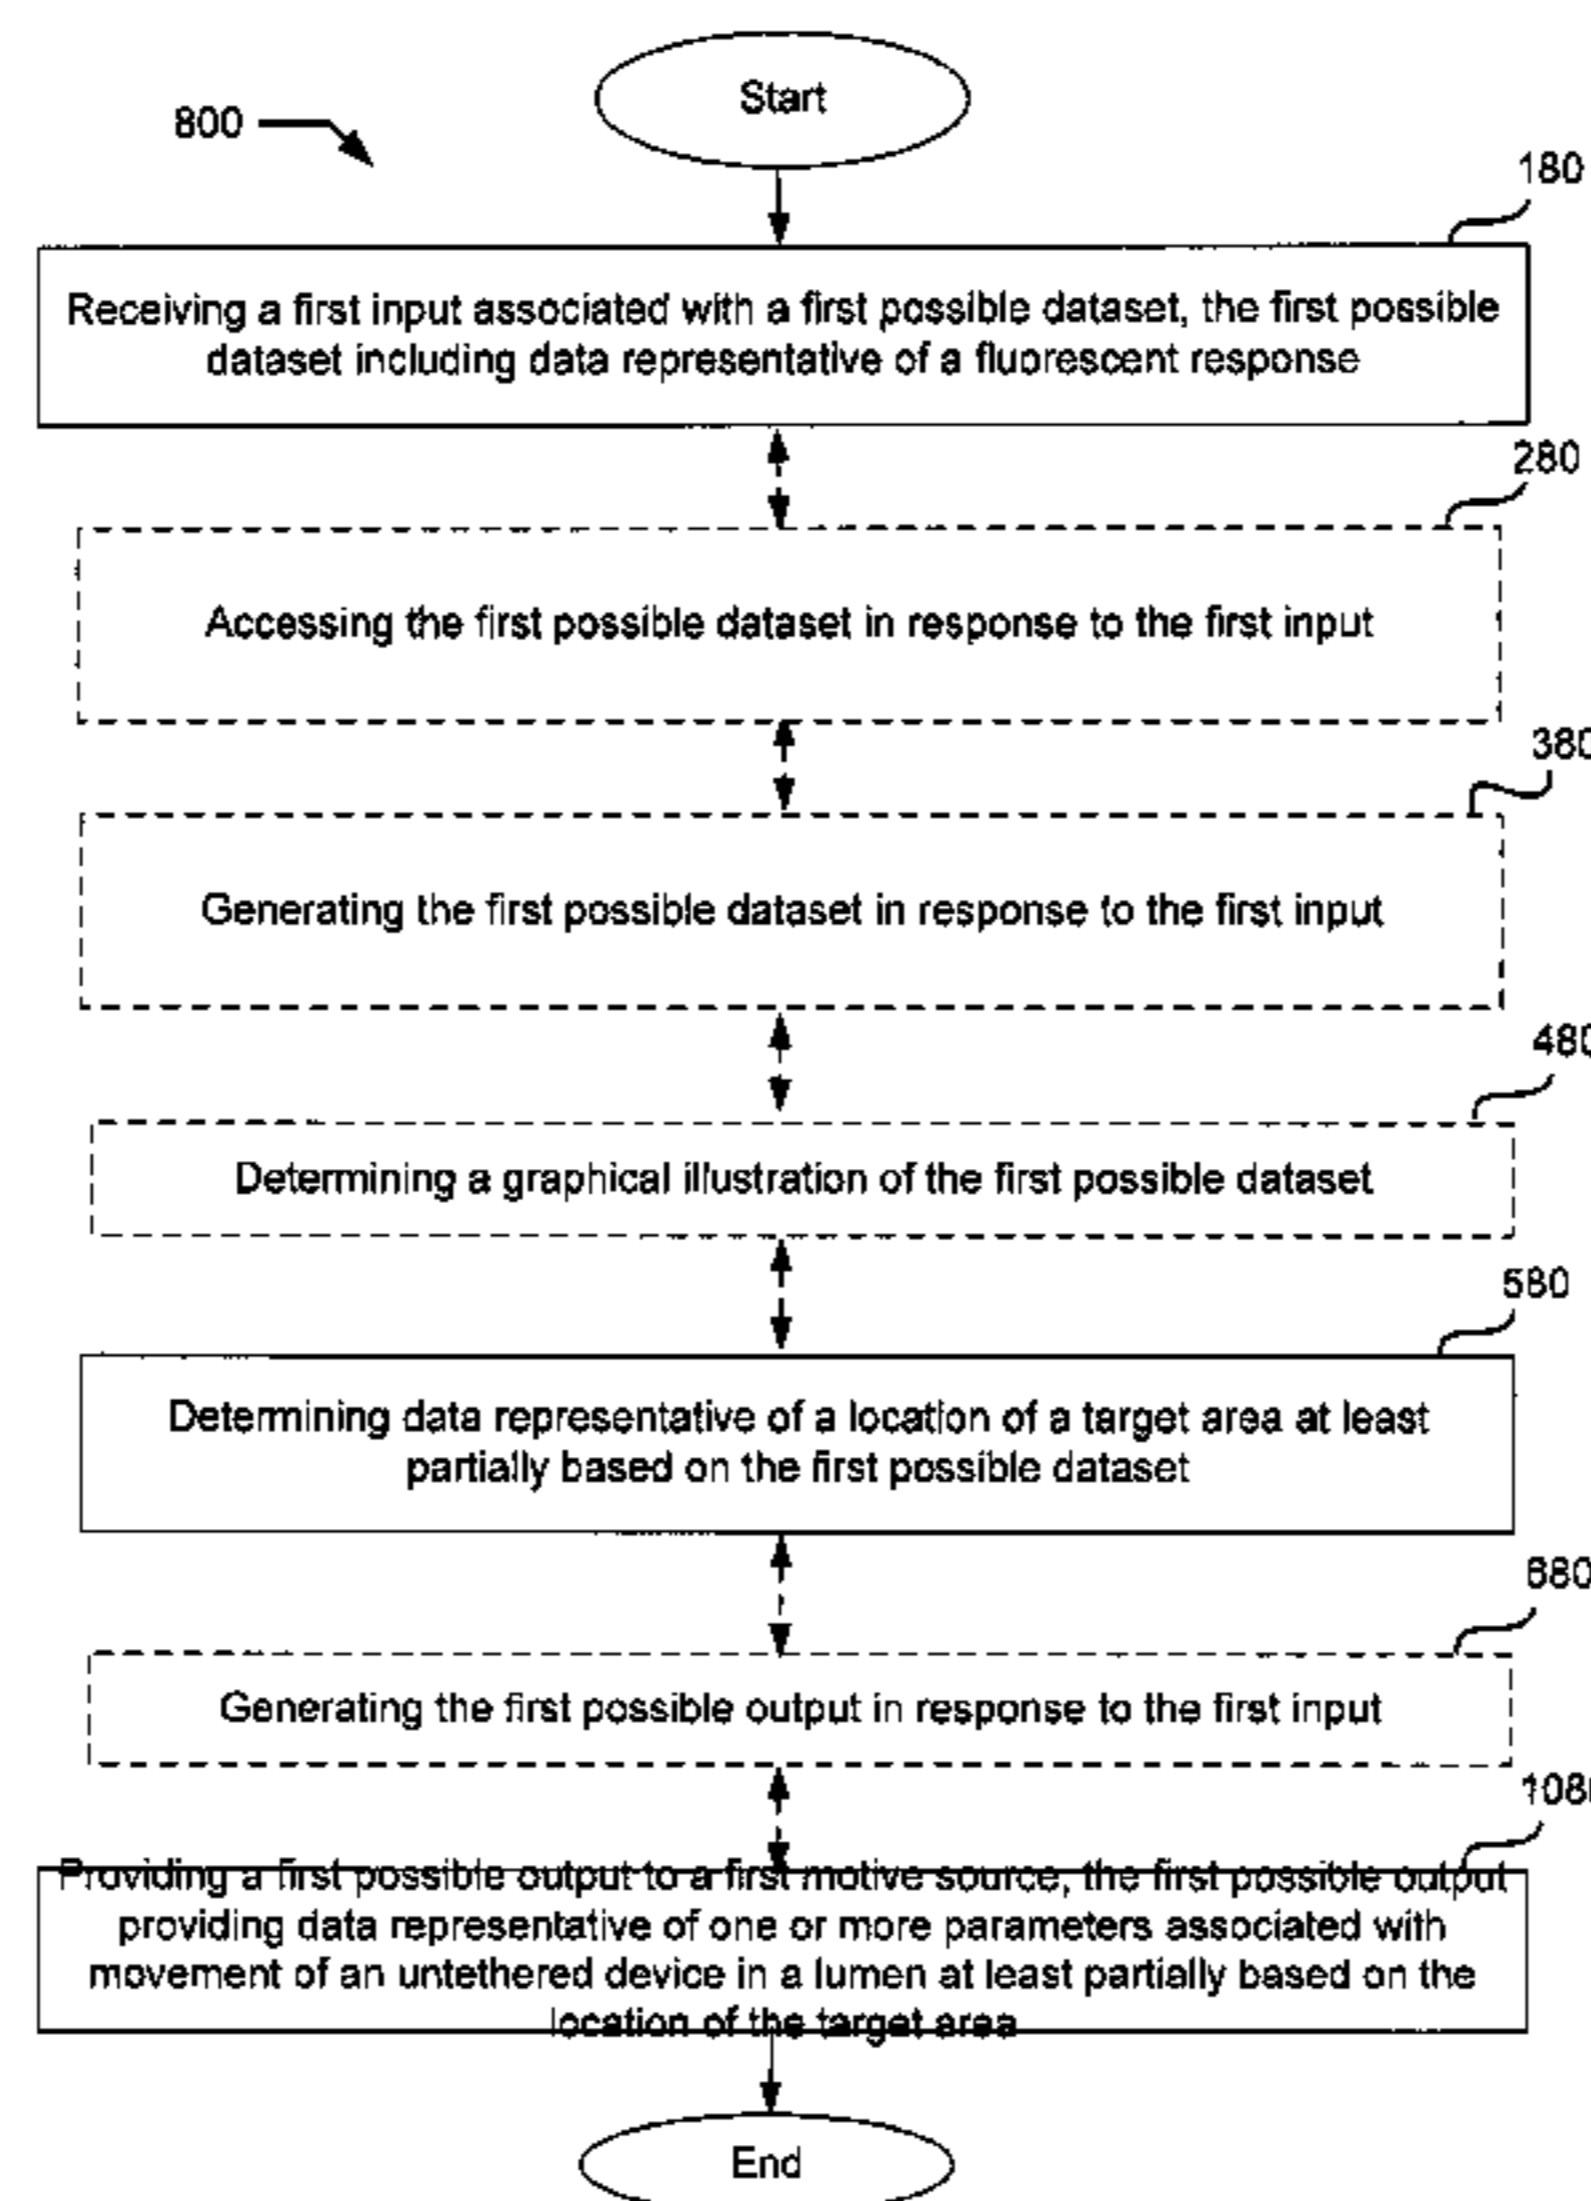 Start
800
180
Receiving a first input associated with a first possible dataset, the first possible
dataset including data representative of a fluorescent response
280
Accessing the first possible dataset in response to the first input
380
Generating the first possible dataset in response to the first input
480
Determining a graphical illustration of the first possible dataset
580
Determining data representative of a location of a target area at least
partially based on the first possible dataset
680
Generating the first possible output in response to the first input
1080
Providing a first possible output to a first motive source, the first possible output
providing data representative of one or more parameters associated with
movement of an untethered device in a lumen at least partially based on the
location of the target area
End